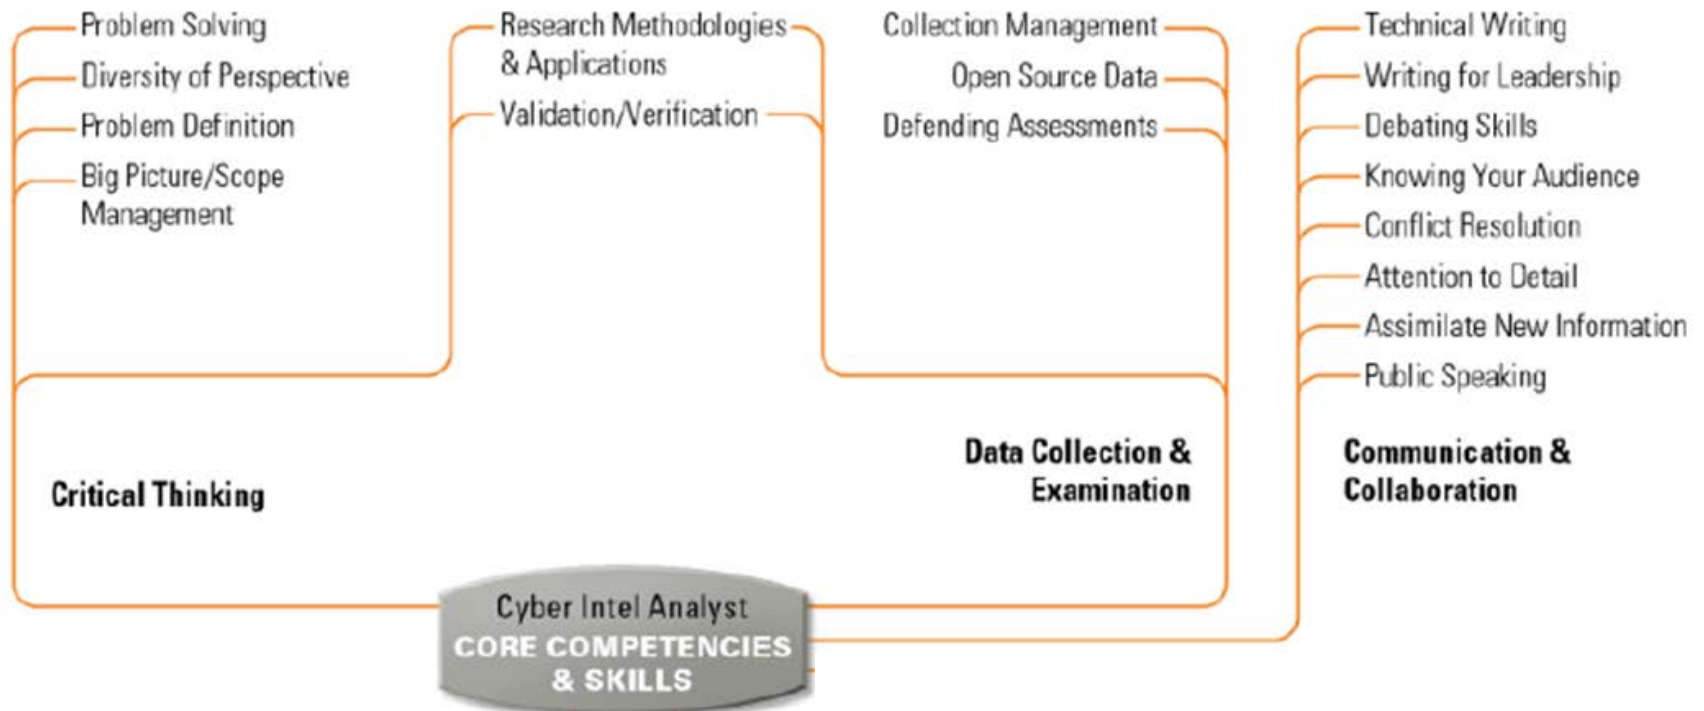 Problem Solving
Diversity of Perspective
Problem Definition
Big Picture/Scope
Management
Research Methodologies
& Applications
Validation/Verification
Collection Management
Open Source Data
Defending Assessments
Technical Writing
Writing for Leadership
Debating Skills
Knowing Your Audience
Conflict Resolution
Attention to Detail
Assimilate New Information
Public Speaking
Critical Thinking
Data Collection &
Examination
Communication &
Collaboration
Cyber Intel Analyst
CORE COMPETENCIES
& SKILLS